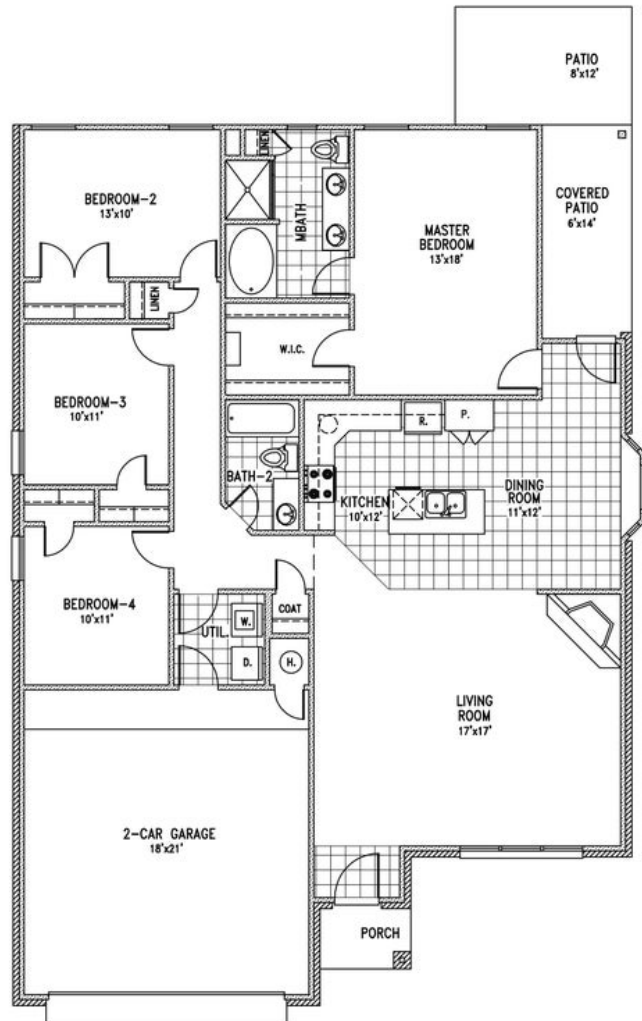 PATIO
8'x12'
BEDROOM-2
13'x10'
LINEN
MBATH
MASTER
BEDROOM
13'x18'
COVERED
PATIO
6'x14'
LINEN
W.I.C.
BEDROOM-3
10'x11'
R.
P.
BATH-2
KITCHEN
10'x12'
DINING
ROOM
11'x12'
BEDROOM-4
10'x11'
UTIL.
W.
D.
COAT
H.
LIVING
ROOM
17'x17'
2-CAR GARAGE
18'x21'
PORCH